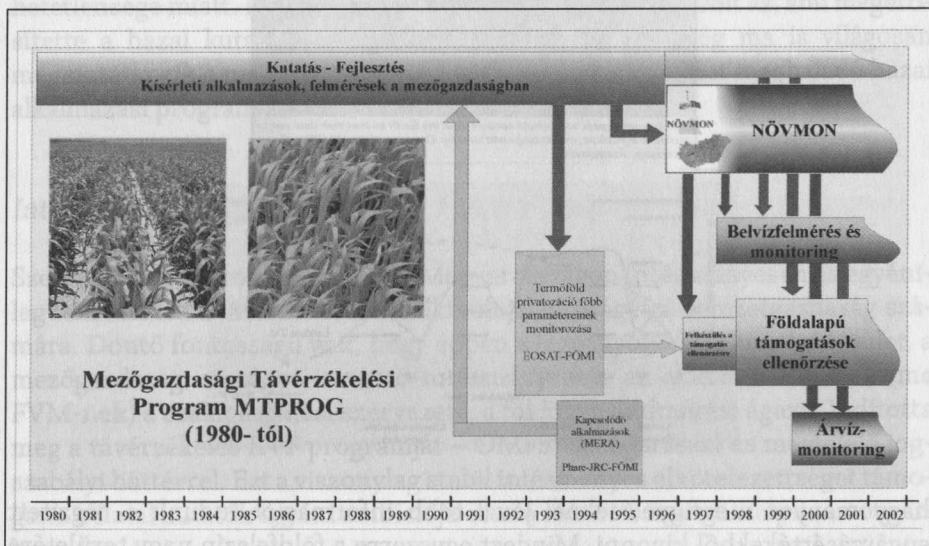 Kutatás - Fejlesztés
Kísérleti alkalmazások, felmérések a mezőgazdaságban
NÖVMON
NÖVMON
Belvízfelmérés és
monitoring
Termőföld
privatozáció főbb
paramétereinek
monitorozása
EOSAT-FÖMI
Felkészülés a
támogatás
ellenőrzésre
Földalapú
támogatások
ellenőrzése
Mezőgazdasági Távérzékelési
Program MTPROG
(1980- tól)
Kapcsolódó
alkalmazások
(MERA)
Phare-JRC-FÖMI
Árvíz-
monitoring
1980 1981 1982 1983 1984 1985 1986 1987 1988 1989 1990 1991 1992 1993 1994 1995 1996 1997 1998 1999 2000 2001 2002